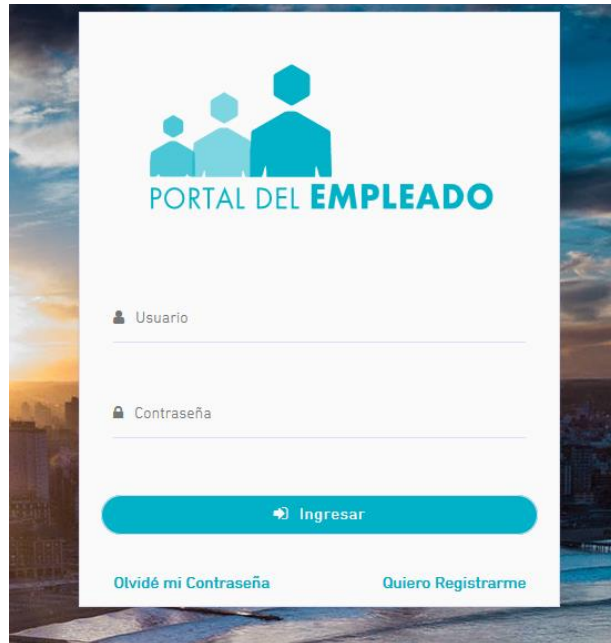 PORTAL DEL EMPLEADO
Usuario
Contraseña
Ingresar
Olvidé mi Contraseña Quiero Registrarme